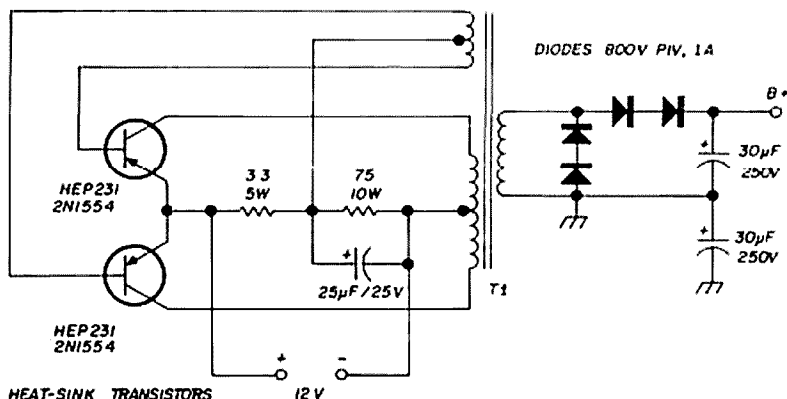 DIODES 800V PIV, 1A
B+
+
30µF
250V
+
30µF
250V
HEP231
2N1554
3 3
5W
75
10W
+
25µF/25V
T1
HEP231
2N1554
+ -
12V
HEAT-SINK TRANSISTORS